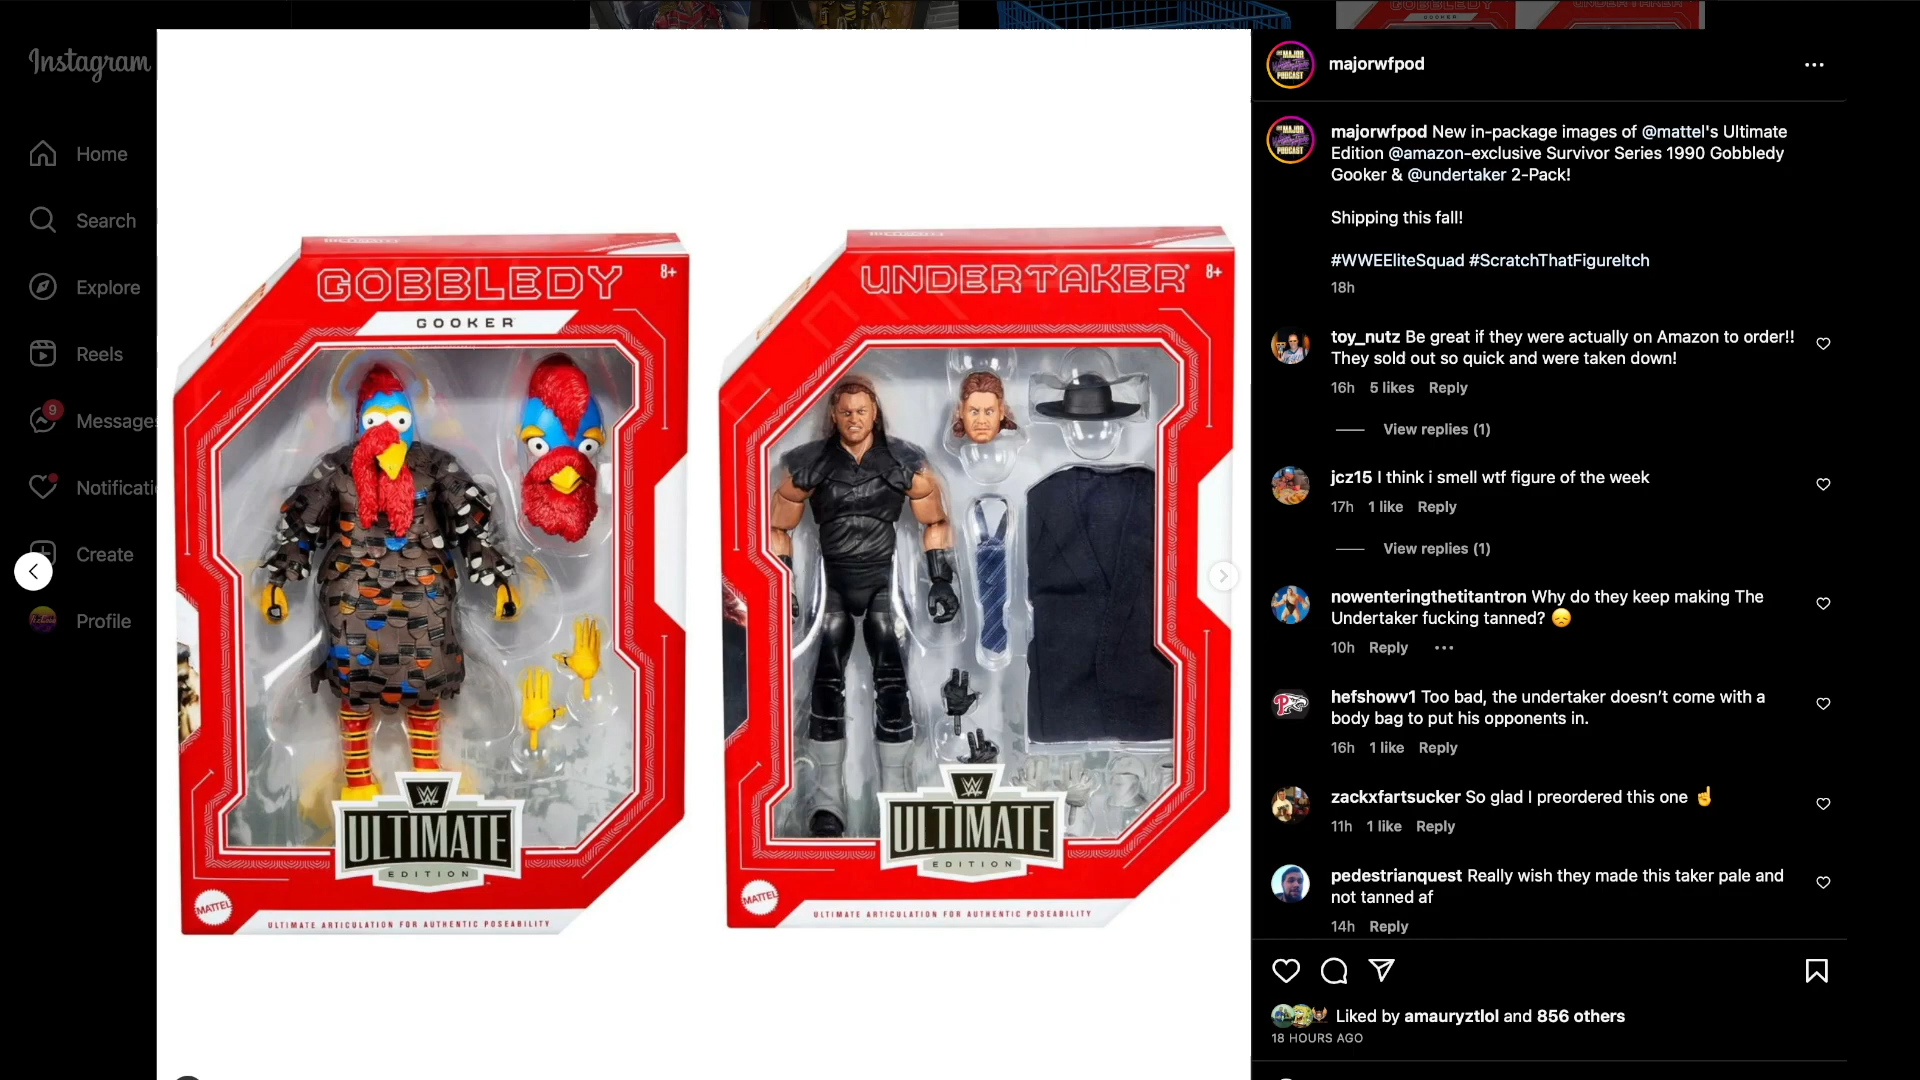 Instagram
Home
Search
Explore
Reels
9
Messages
Notificati
Create
Profile
GOBBLEDY
8+
GOOKER
W
ULTIMATE
EDITION
MATTEL
ULTIMATE ARTICULATION FOR AUTHENTIC POSEABILITY
UNDERTAKER
8+
W
ULTIMATE
EDITION
MATTEL
ULTIMATE ARTICULATION FOR AUTHENTIC POSEABILITY
majorwfpod
majorwfpod New in-package images of @mattel's Ultimate
Edition @amazon-exclusive Survivor Series 1990 Gobbledy
Gooker & @undertaker 2-Pack!
Shipping this fall!
#WWEEliteSquad #ScratchThatFigureItch
18h
toy_nutz Be great if they were actually on Amazon to order!!
They sold out so quick and were taken down!
16h 5 likes Reply
View replies (1)
jcz15 I think i smell wtf figure of the week
17h 1 like Reply
View replies (1)
nowenteringthetitantron Why do they keep making The
Undertaker fucking tanned? 😞
10h Reply
hefshowv1 Too bad, the undertaker doesn’t come with a
body bag to put his opponents in.
16h 1 like Reply
zackxfartsucker So glad I preordered this one ☝️
11h 1 like Reply
pedestrianquest Really wish they made this taker pale and
not tanned af
14h Reply
Liked by amauryztlol and 856 others
18 HOURS AGO